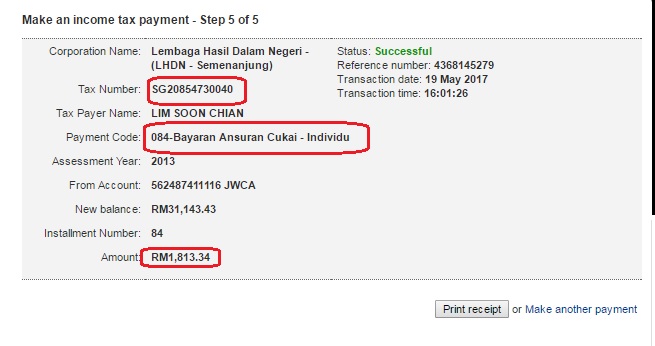 Make an income tax payment - Step 5 of 5
Corporation Name: Lembaga Hasil Dalam Negeri -
(LHDN - Semenanjung)
Status: Successful
Reference number: 4368145279
Transaction date: 19 May 2017
Transaction time: 16:01:26
Tax Number: SG20854730040
Tax Payer Name: LIM SOON CHIAN
Payment Code: 084-Bayaran Ansuran Cukai - Individu
Assessment Year: 2013
From Account: 562487411116 JWCA
New balance: RM31,143.43
Installment Number: 84
Amount: RM1,813.34
Print receipt or Make another payment